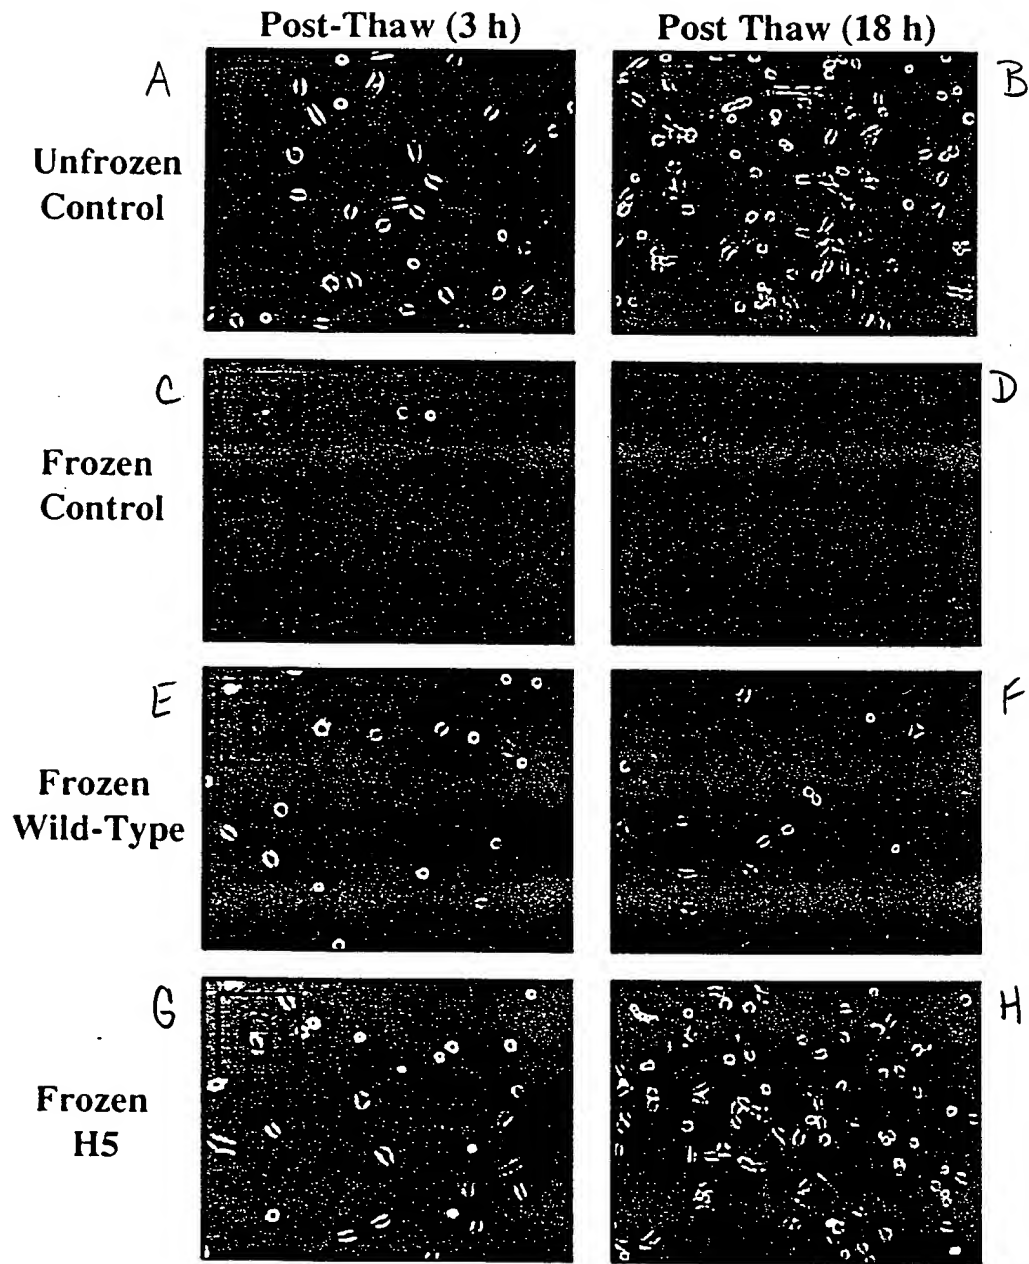 Post-Thaw (3 h)
Post Thaw (18 h)
A
B
Unfrozen
Control
C
D
Frozen
Control
E
F
Frozen
Wild-Type
G
H
Frozen
H5